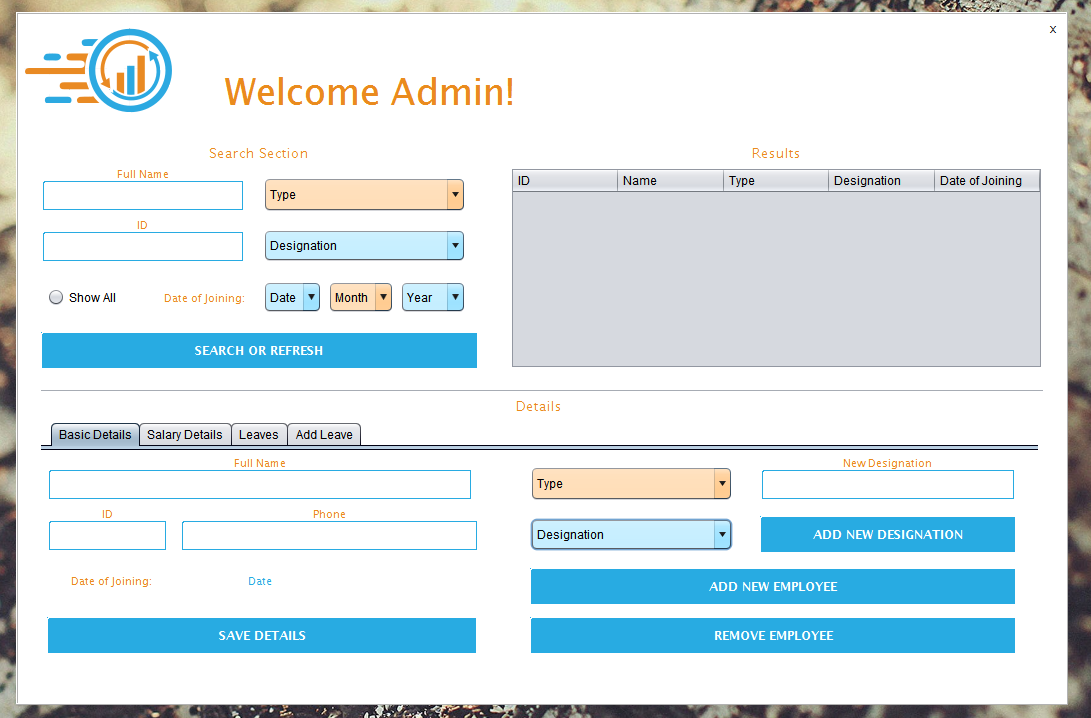 x
Welcome Admin!
Search Section
Full Name
Type
ID
Designation
Show All
Date of Joining:
Date
Month
Year
SEARCH OR REFRESH
Results
ID Name Type Designation Date of Joining
Details
Basic Details Salary Details Leaves Add Leave
Full Name
ID
Phone
Date of Joining:
Date
SAVE DETAILS
Type
Designation
New Designation
ADD NEW DESIGNATION
ADD NEW EMPLOYEE
REMOVE EMPLOYEE